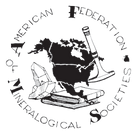 AMERICAN FEDERATION
OF MINERALOGICAL SOCIETIES